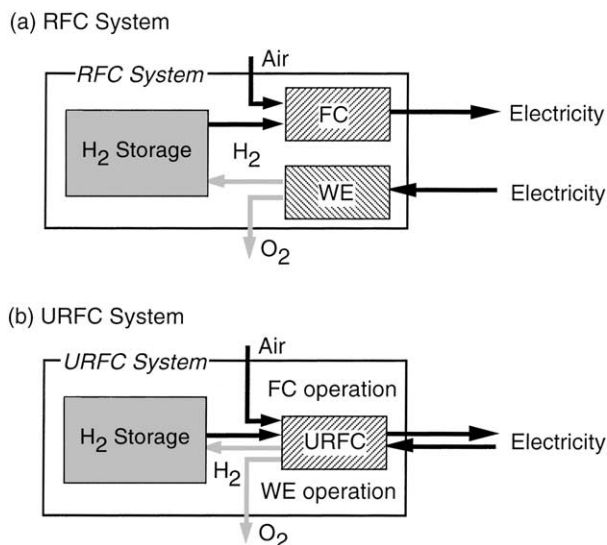 (a) RFC System
Air
RFC System
FC
Electricity
H2 Storage
H2
WE
Electricity
O2
(b) URFC System
Air
URFC System
FC operation
H2 Storage
URFC
Electricity
H2
WE operation
O2